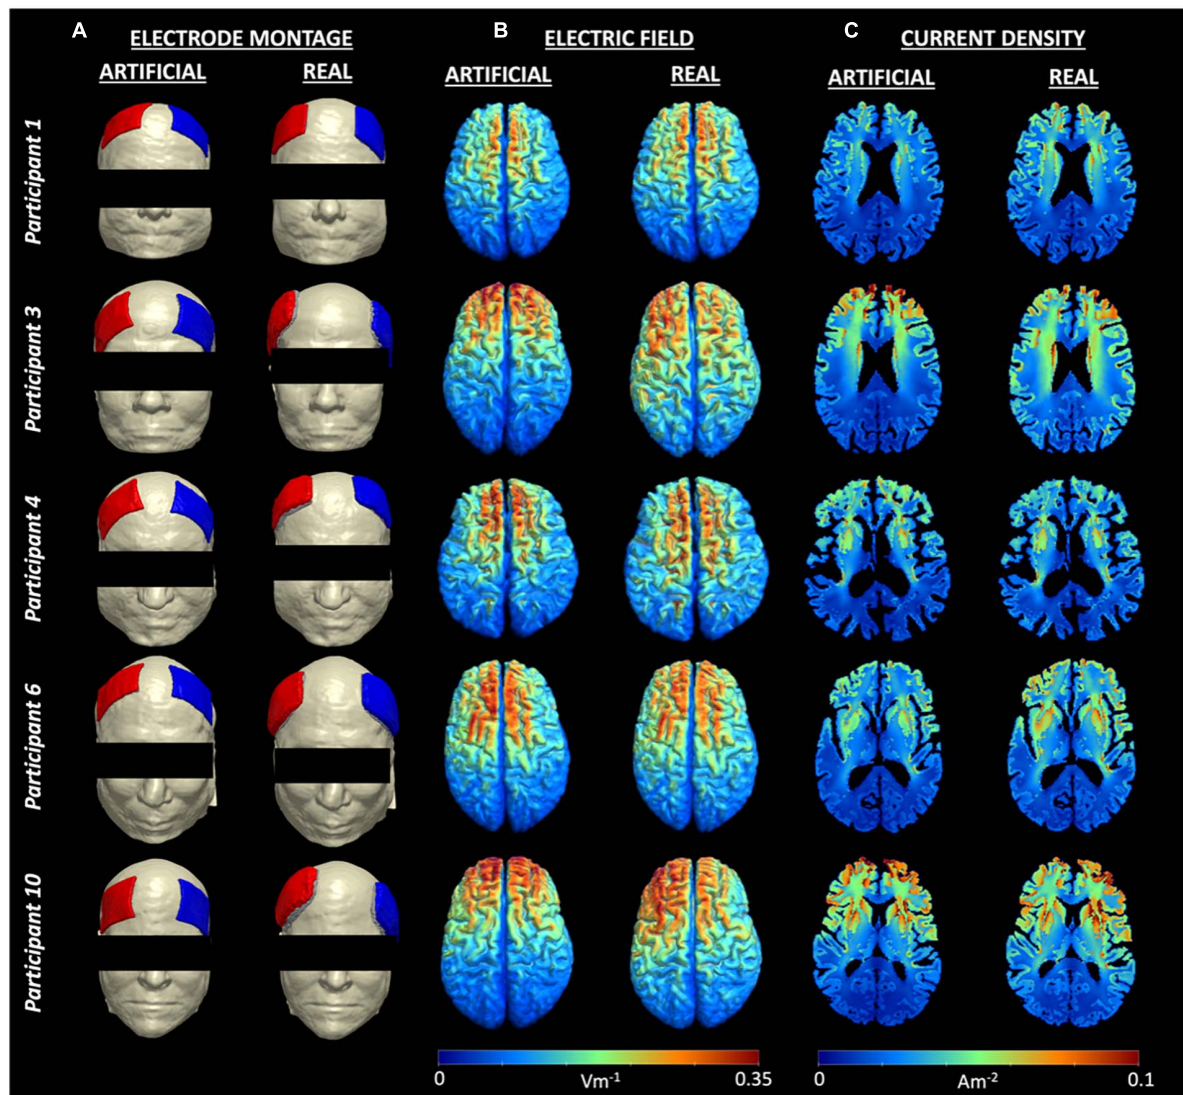 A ELECTRODE MONTAGE B ELECTRIC FIELD C CURRENT DENSITY
ARTIFICIAL REAL ARTIFICIAL REAL ARTIFICIAL REAL
Participant 1
Participant 3
Participant 4
Participant 6
Participant 10
0 Vm⁻¹ 0.35 0 Am⁻² 0.1